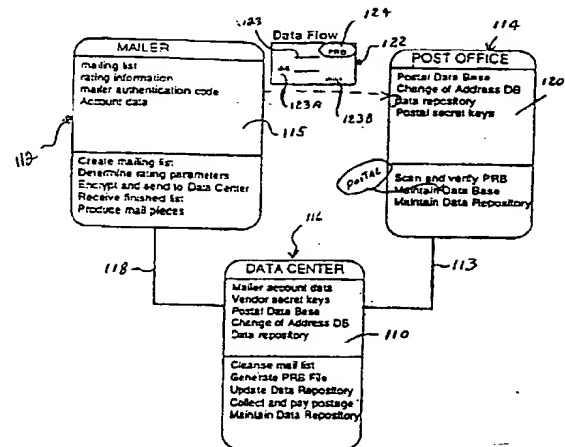 123
Data Flow
124
PRB
122
123A
123B
MAILER
mailing list
rating information
mailer authentication code
Account data
115
112
Create mailing list
Determine rating parameters
Encrypt and send to Data Center
Receive finished list
Produce mail pieces
114
POST OFFICE
Postal Data Base
Change of Address DB
Data repository
Postal secret keys
120
POSTAL
Scan and verify PRB
Maintain Data Base
Maintain Data Repository
118
113
116
DATA CENTER
Mailer account data
Vendor secret keys
Postal Data Base
Change of Address DB
Data repository
110
Cleanse mail list
Generate PRB File
Update Data Repository
Collect and pay postage
Maintain Data Repository